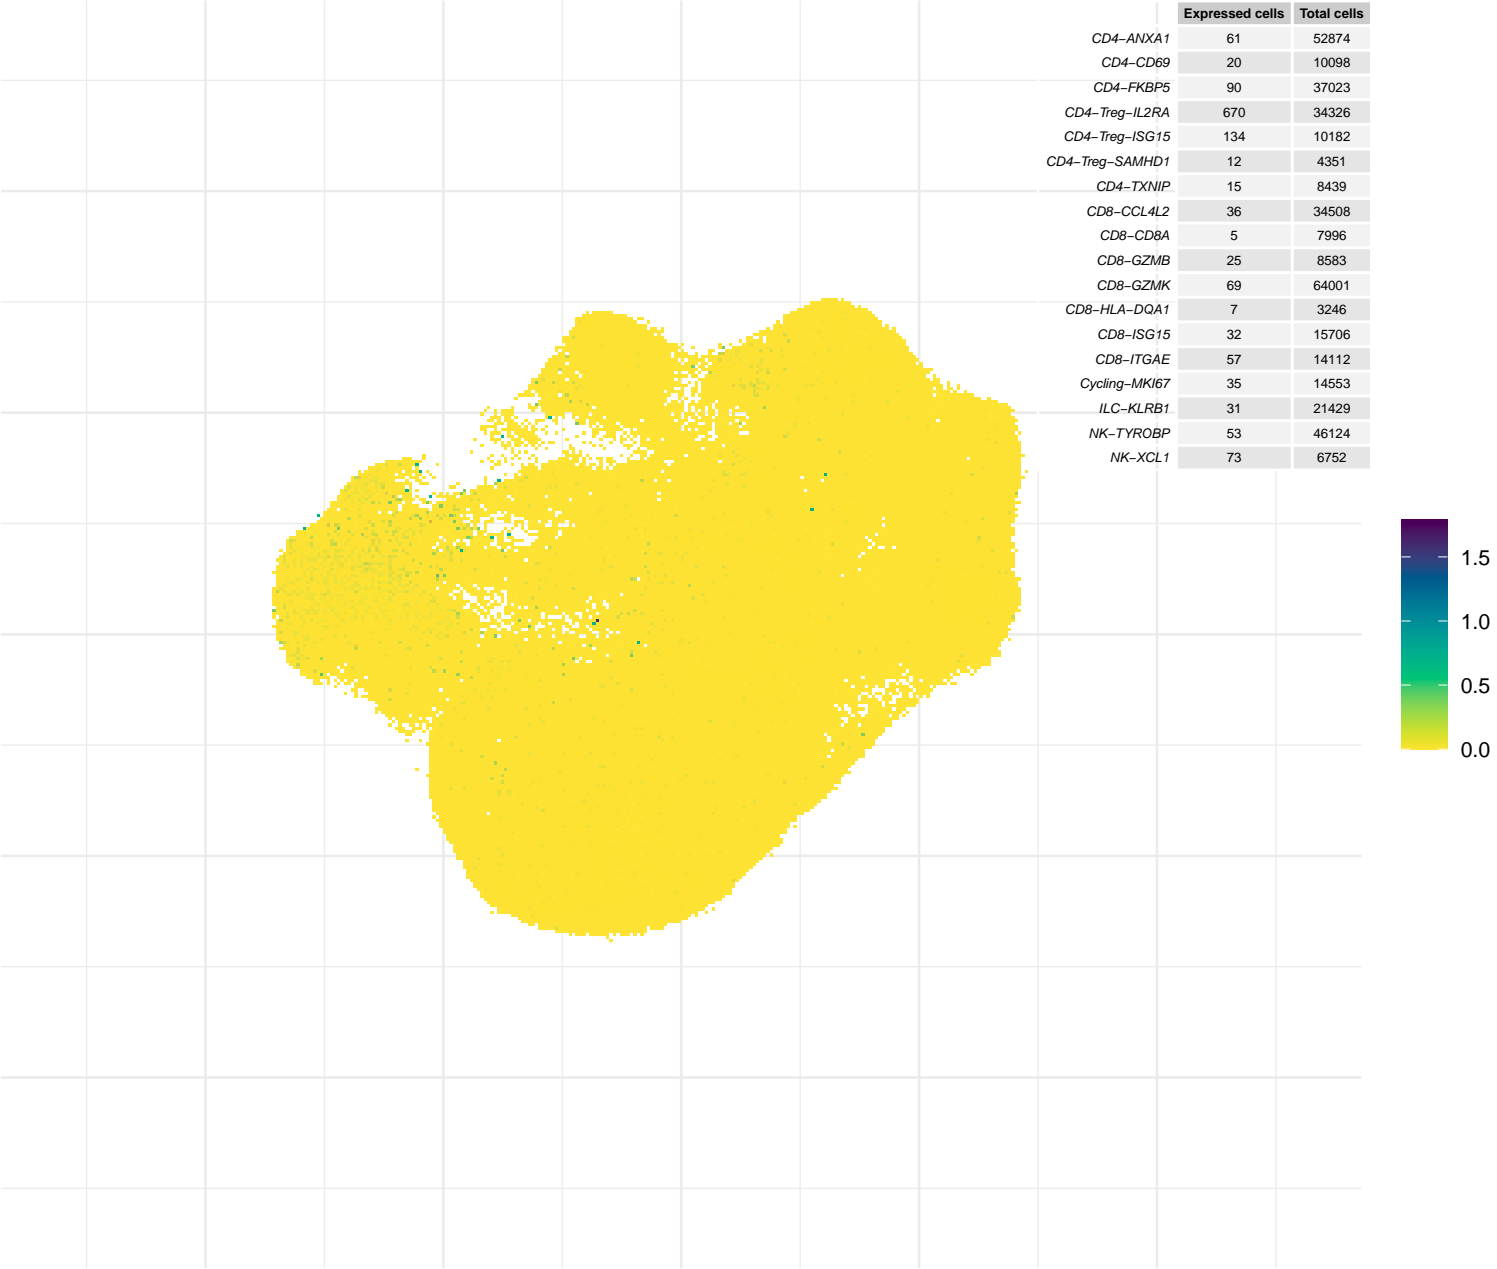 Expressed cells Total cells
CD4−ANXA1 61 52874
CD4−CD69 20 10098
CD4−FKBP5 90 37023
CD4−Treg−IL2RA 670 34326
CD4−Treg−ISG15 134 10182
CD4−Treg−SAMHD1 12 4351
CD4−TXNIP 15 8439
CD8−CCL4L2 36 34508
CD8−CD8A 5 7996
CD8−GZMB 25 8583
CD8−GZMK 69 64001
CD8−HLA−DQA1 7 3246
CD8−ISG15 32 15706
CD8−ITGAE 57 14112
Cycling−MKI67 35 14553
ILC−KLRB1 31 21429
NK−TYROBP 53 46124
NK−XCL1 73 6752
1.5
1.0
0.5
0.0